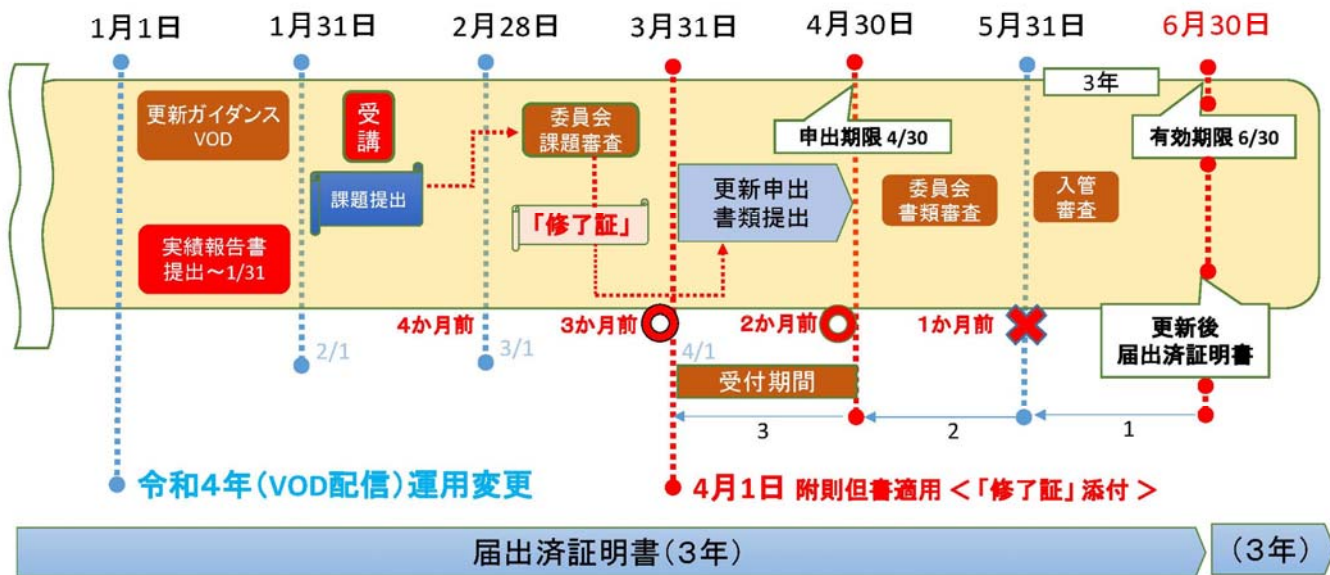 1月1日
1月31日
2月28日
3月31日
4月30日
5月31日
6月30日
3年
更新ガイダンス
VOD
受
講
委員会
課題審査
申出期限 4/30
有効期限 6/30
課題提出
更新申出
書類提出
委員会
書類審査
入管
審査
「修了証」
実績報告書
提出～1/31
4か月前
3か月前
2か月前
1か月前
更新後
届出済証明書
2/1
3/1
4/1
受付期間
3
2
1
令和4年(VOD配信)運用変更
4月1日 附則但書適用 <「修了証」添付 >
届出済証明書(3年)
(3年)